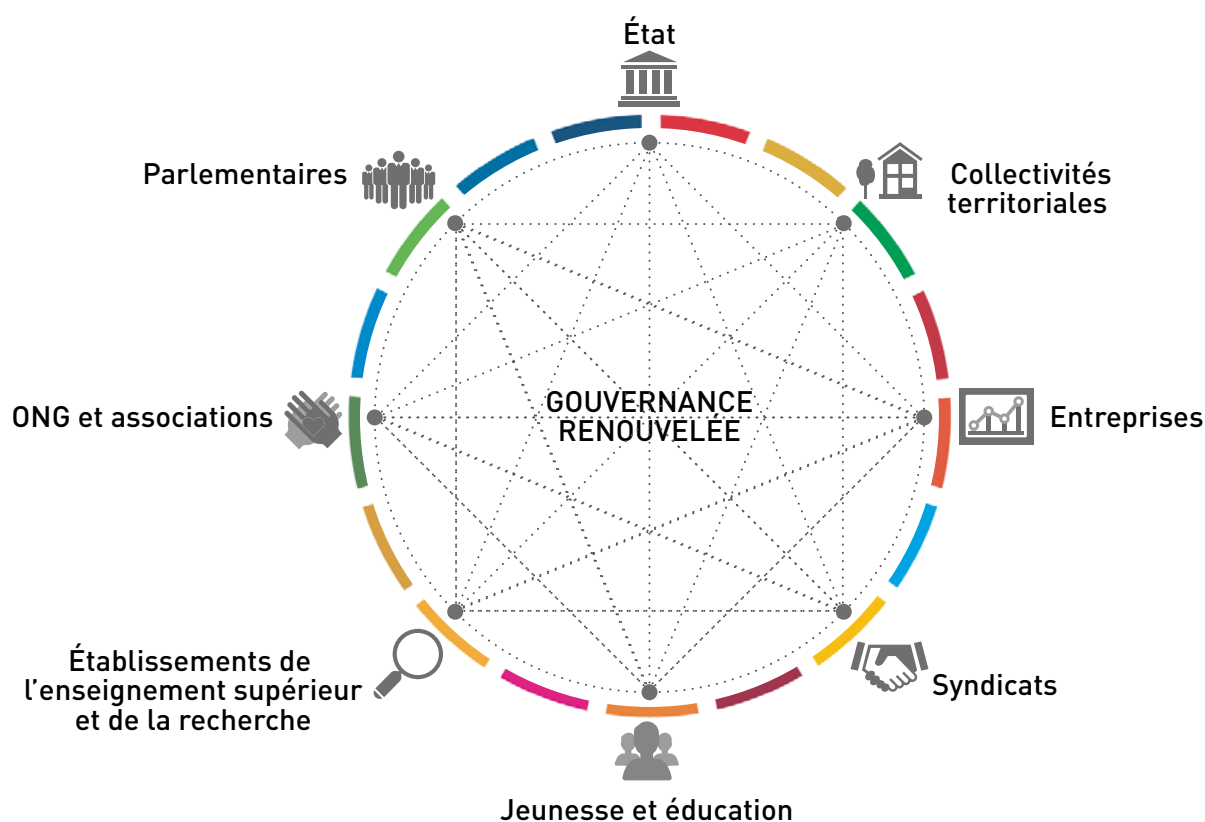 État
Parlementaires
Collectivités
territoriales
ONG et associations
GOUVERNANCE
RENOUVELÉE
Entreprises
Établissements de
l’enseignement supérieur
et de la recherche
Syndicats
Jeunesse et éducation